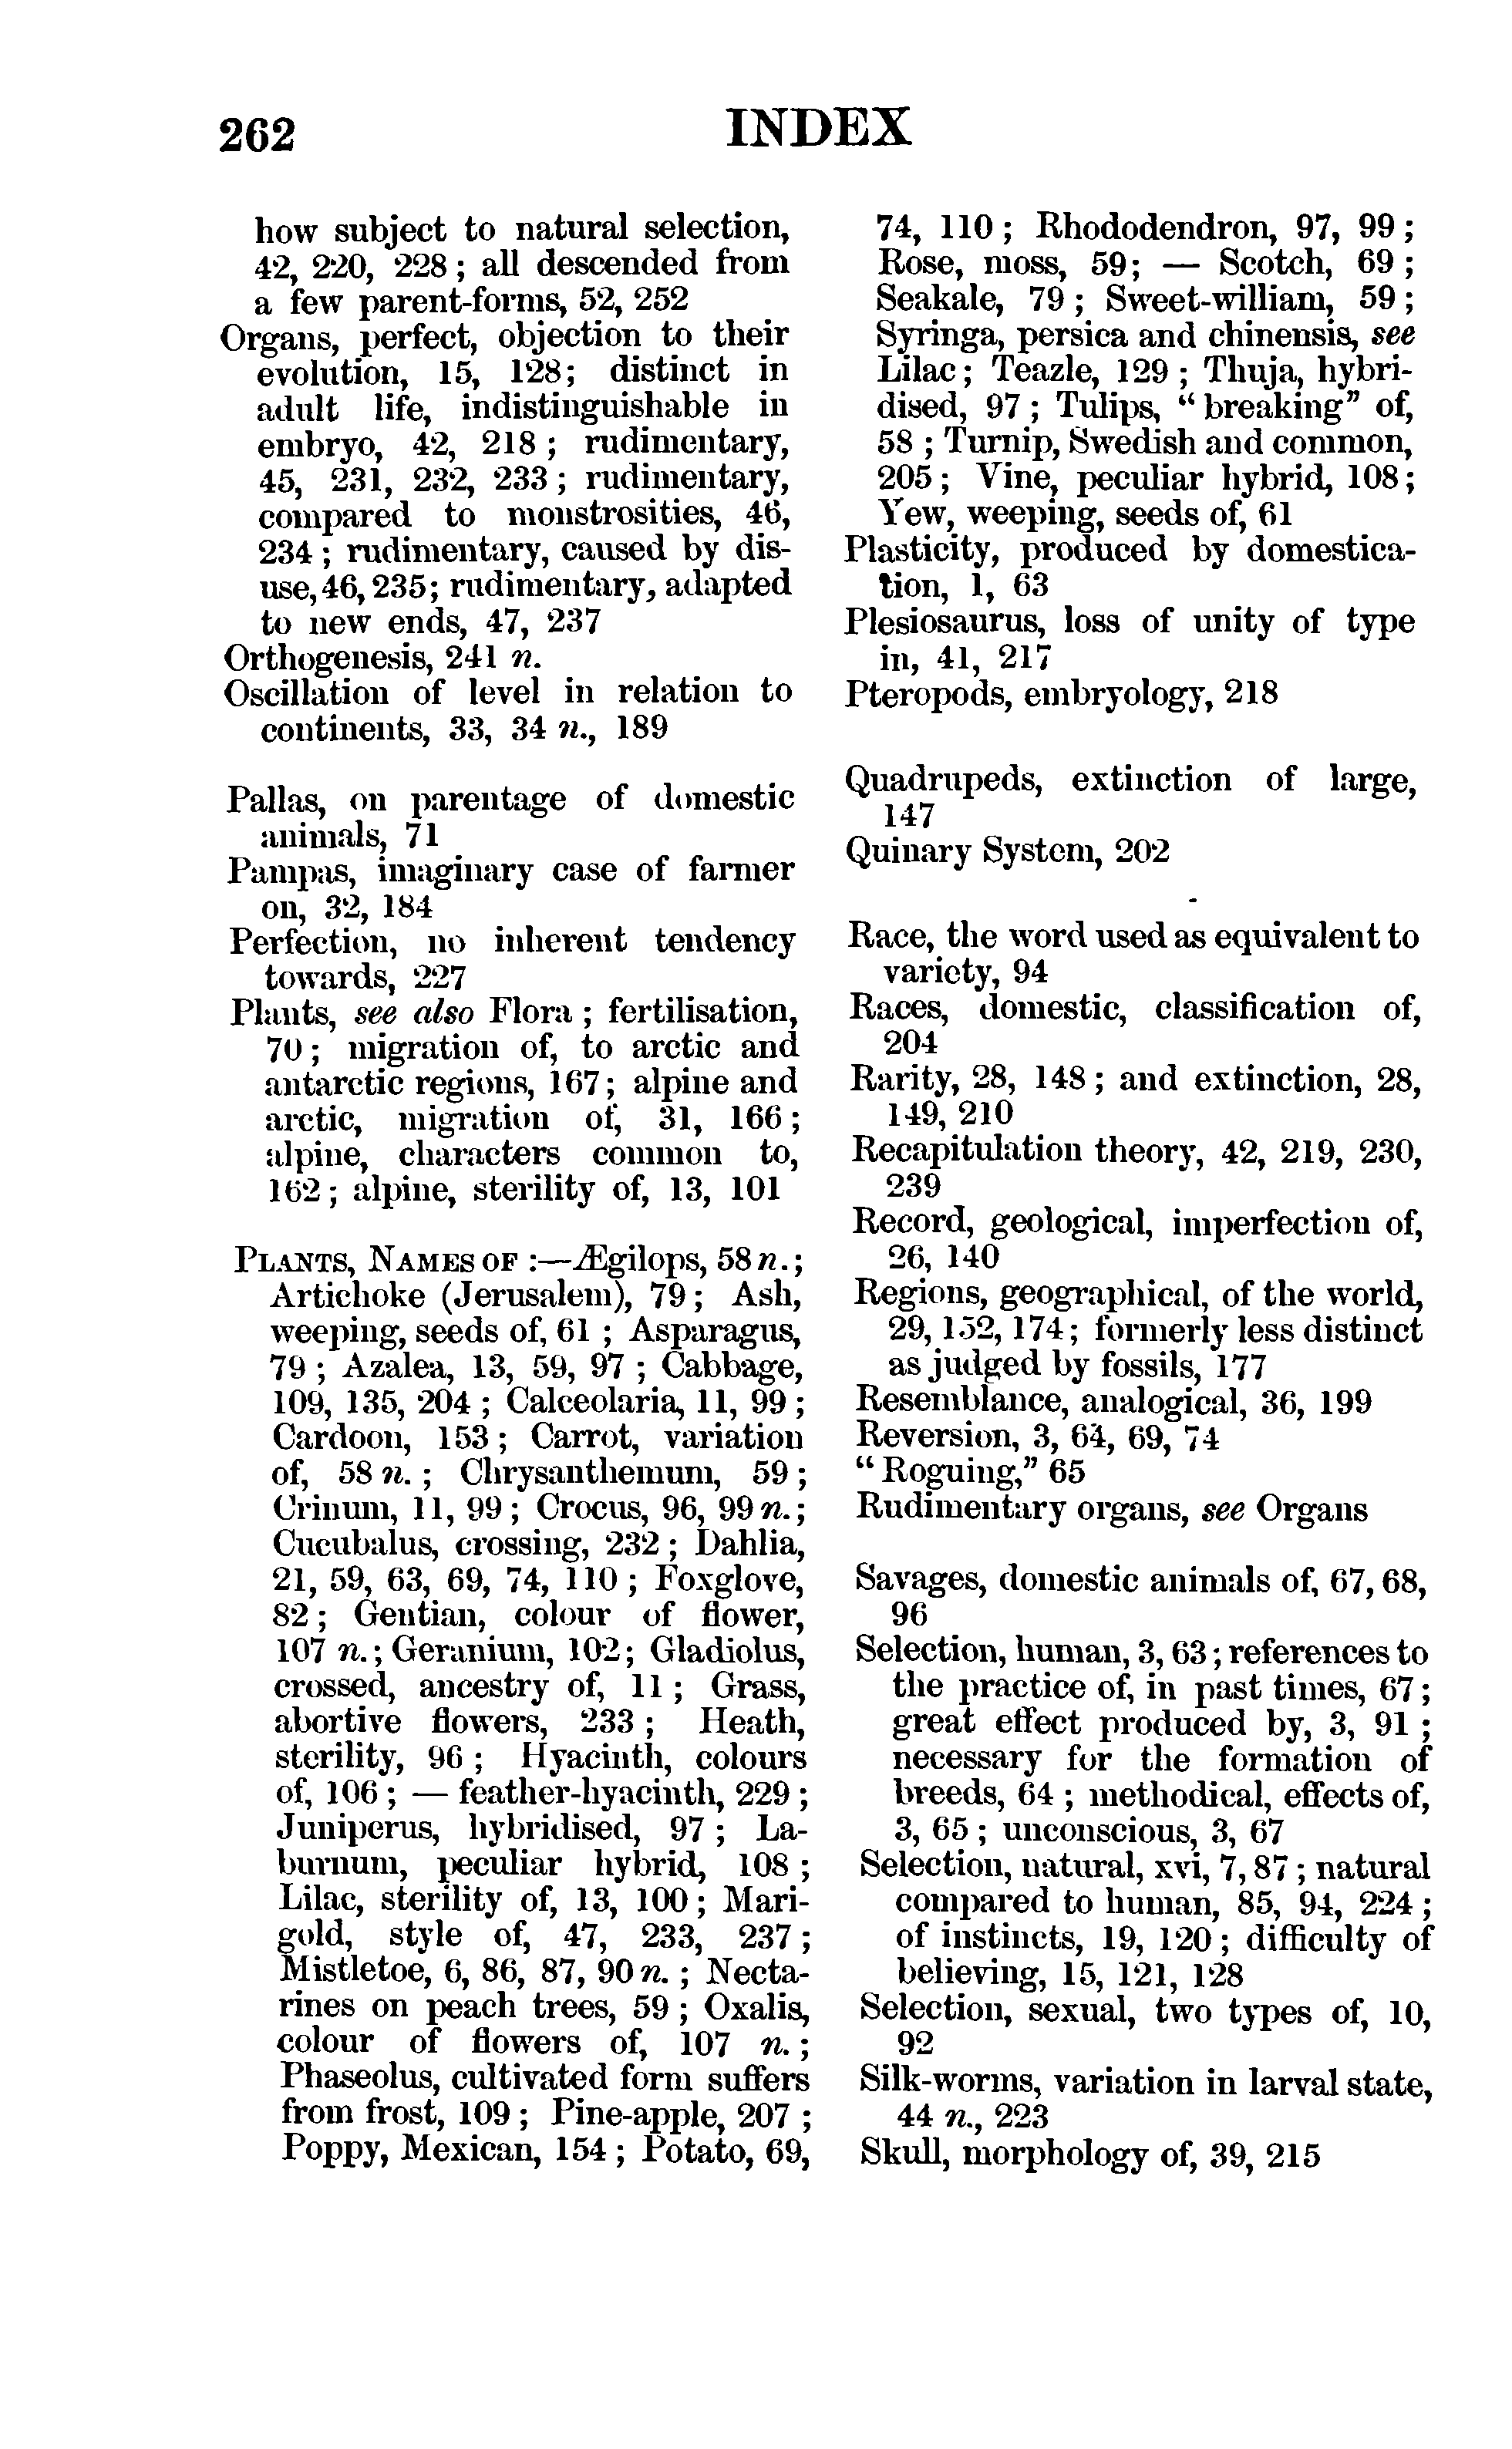 262
INDEX
how subject to natural selection,
42, 220, 228; all descended from
a few parent-forms, 52, 252
Organs, perfect, objection to their
evolution, 15, 128; distinct in
adult life, indistinguishable in
embryo, 42, 218; rudimentary,
45, 231, 232, 233; rudimentary,
compared to monstrosities, 46,
234; rudimentary, caused by dis-
use, 46, 235; rudimentary, adapted
to new ends, 47, 237
Orthogenesis, 241 n.
Oscillation of level in relation to
continents, 33, 34 n., 189
Pallas, on parentage of domestic
animals, 71
Pampas, imaginary case of farmer
on, 32, 184
Perfection, no inherent tendency
towards, 227
Plants, see also Flora; fertilisation,
70; migration of, to arctic and
antarctic regions, 167; alpine and
arctic, migration of, 31, 166;
alpine, characters common to,
162; alpine, sterility of, 13, 101
PLANTS, NAMES OF:—Ægilops, 58 n.;
Artichoke (Jerusalem), 79; Ash,
weeping, seeds of, 61; Asparagus,
79; Azalea, 13, 59, 97; Cabbage,
109, 135, 204; Calceolaria, 11, 99;
Cardoon, 153; Carrot, variation
of, 58 n.; Chrysanthemum, 59;
Crinum, 11, 99; Crocus, 96, 99 n.;
Cucubalus, crossing, 232; Dahlia,
21, 59, 63, 69, 74, 110; Foxglove,
82; Gentian, colour of flower,
107 n.; Geranium, 102; Gladiolus,
crossed, ancestry of, 11; Grass,
abortive flowers, 233; Heath,
sterility, 96; Hyacinth, colours
of, 106; — feather-hyacinth, 229;
Juniperus, hybridised, 97; La-
burnum, peculiar hybrid, 108;
Lilac, sterility of, 13, 100; Mari-
gold, style of, 47, 233, 237;
Mistletoe, 6, 86, 87, 90 n.; Necta-
rines on peach trees, 59; Oxalis,
colour of flowers of, 107 n.;
Phaseolus, cultivated form suffers
from frost, 109; Pine-apple, 207;
Poppy, Mexican, 154; Potato, 69,
74, 110; Rhododendron, 97, 99;
Rose, moss, 59; — Scotch, 69;
Seakale, 79; Sweet-william, 59;
Syringa, persica and chinensis, see
Lilac; Teazle, 129; Thuja, hybri-
dised, 97; Tulips, “breaking” of,
58; Turnip, Swedish and common,
205; Vine, peculiar hybrid, 108;
Yew, weeping, seeds of, 61
Plasticity, produced by domestica-
tion, 1, 63
Plesiosaurus, loss of unity of type
in, 41, 217
Pteropods, embryology, 218
Quadrupeds, extinction of large,
147
Quinary System, 202
Race, the word used as equivalent to
variety, 94
Races, domestic, classification of,
204
Rarity, 28, 148; and extinction, 28,
149, 210
Recapitulation theory, 42, 219, 230,
239
Record, geological, imperfection of,
26, 140
Regions, geographical, of the world,
29, 152, 174; formerly less distinct
as judged by fossils, 177
Resemblance, analogical, 36, 199
Reversion, 3, 64, 69, 74
“Roguing,” 65
Rudimentary organs, see Organs
Savages, domestic animals of, 67, 68,
96
Selection, human, 3, 63; references to
the practice of, in past times, 67;
great effect produced by, 3, 91;
necessary for the formation of
breeds, 64; methodical, effects of,
3, 65; unconscious, 3, 67
Selection, natural, xvi, 7, 87; natural
compared to human, 85, 94, 224;
of instincts, 19, 120; difficulty of
believing, 15, 121, 128
Selection, sexual, two types of, 10,
92
Silk-worms, variation in larval state,
44 n., 223
Skull, morphology of, 39, 215